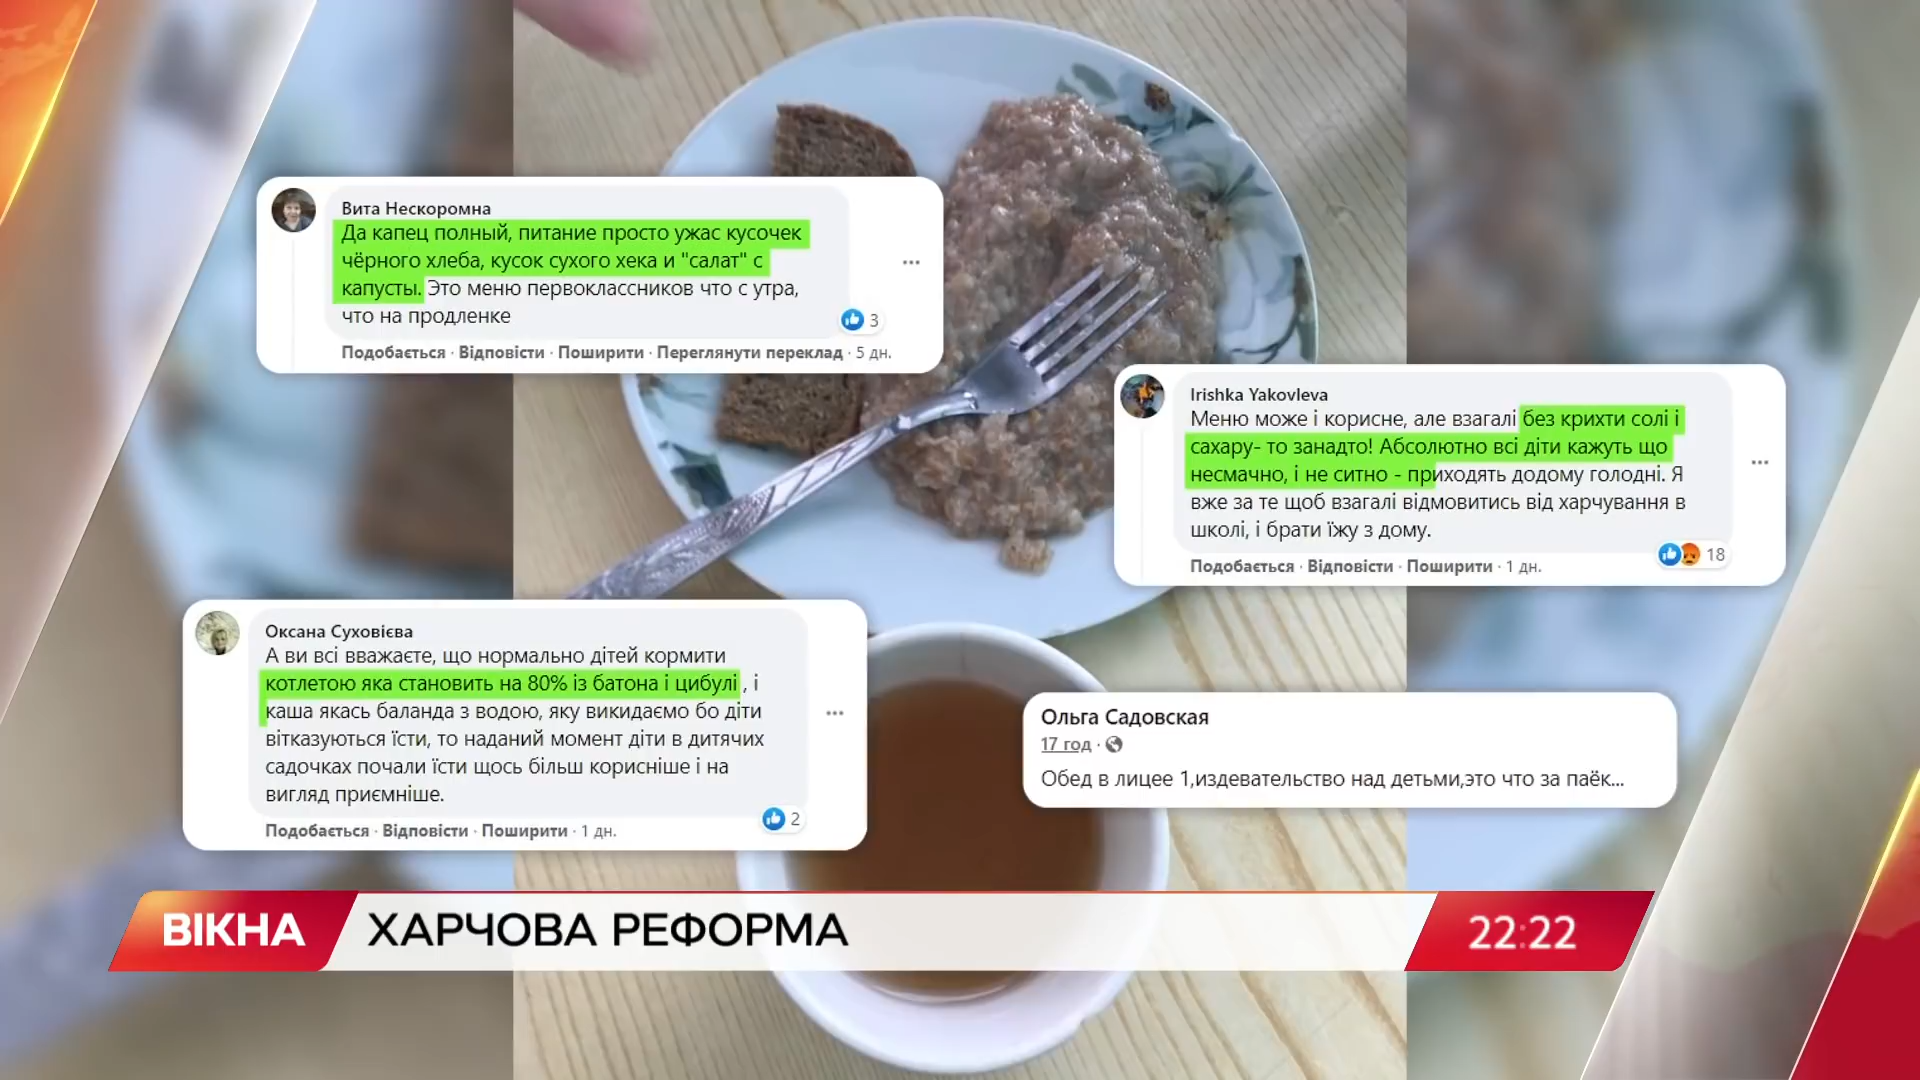 Вита Нескоромна
Да капец полный, питание просто ужас кусочек
чёрного хлеба, кусок сухого хека и "салат" с
капусты. Это меню первоклассников что с утра,
что на продленке
3
Подобається · Відповісти · Поширити · Переглянути переклад · 5 дн.
Irishka Yakovleva
Меню може і корисне, але взагалі без крихти солі і
сахару- то занадто! Абсолютно всі діти кажуть що
несмачно, і не ситно - приходять додому голодні. Я
вже за те щоб взагалі відмовитись від харчування в
школі, і брати їжу з дому.
18
Подобається · Відповісти · Поширити · 1 дн.
Оксана Суховієва
А ви всі вважаєте, що нормально дітей кормити
котлетою яка становить на 80% із батона і цибулі , і
каша якась баланда з водою, яку викидаємо бо діти
вітказуються їсти, то наданий момент діти в дитячих
садочках почали їсти щось більш корисніше і на
вигляд приємніше.
2
Подобається · Відповісти · Поширити · 1 дн.
Ольга Садовская
17 год ·
Обед в лицее 1,издевательство над детьми,это что за паёк...
ВІКНА
ХАРЧОВА РЕФОРМА
22:22